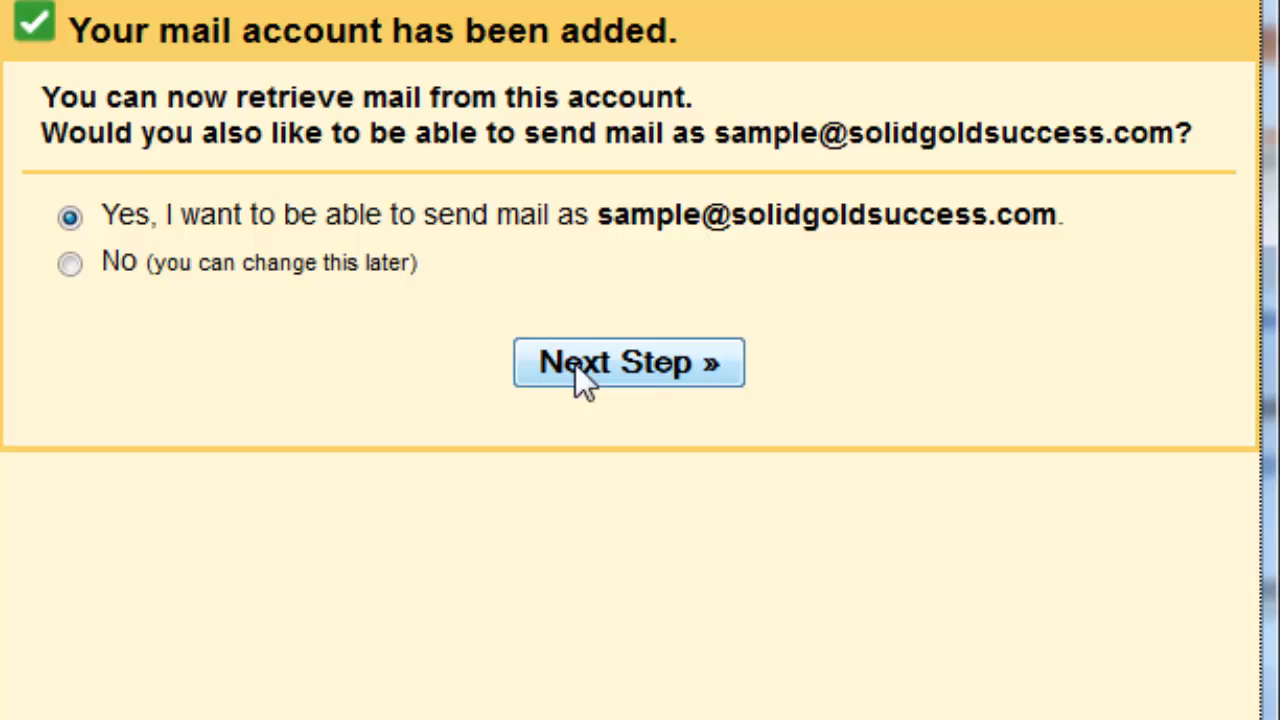 Your mail account has been added.
You can now retrieve mail from this account.
Would you also like to be able to send mail as sample@solidgoldsuccess.com?
Yes, I want to be able to send mail as sample@solidgoldsuccess.com.
No (you can change this later)
Next Step »